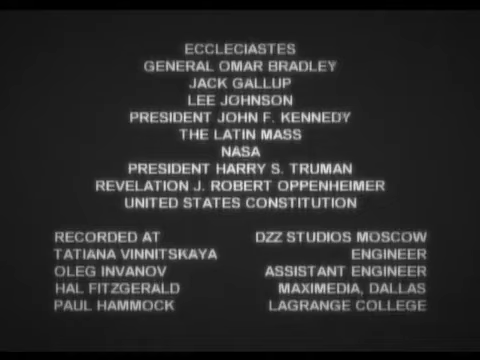 ECCLECIASTES
GENERAL OMAR BRADLEY
JACK GALLUP
LEE JOHNSON
PRESIDENT JOHN F. KENNEDY
THE LATIN MASS
NASA
PRESIDENT HARRY S. TRUMAN
REVELATION J. ROBERT OPPENHEIMER
UNITED STATES CONSTITUTION
RECORDED AT DZZ STUDIOS MOSCOW
TATIANA VINNITSKAYA ENGINEER
OLEG INVANOV ASSISTANT ENGINEER
HAL FITZGERALD MAXIMEDIA, DALLAS
PAUL HAMMOCK LAGRANGE COLLEGE